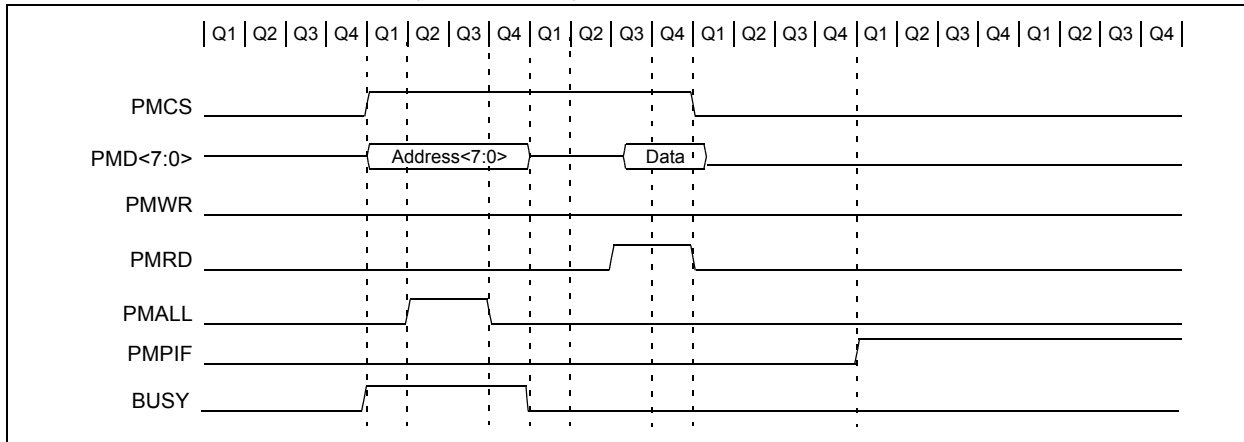 Q1 Q2 Q3 Q4 Q1 Q2 Q3 Q4 Q1 Q2 Q3 Q4 Q1 Q2 Q3 Q4 Q1 Q2 Q3 Q4 Q1 Q2 Q3 Q4
PMCS
PMD<7:0> Address<7:0> Data
PMWR
PMRD
PMALL
PMPIF
BUSY